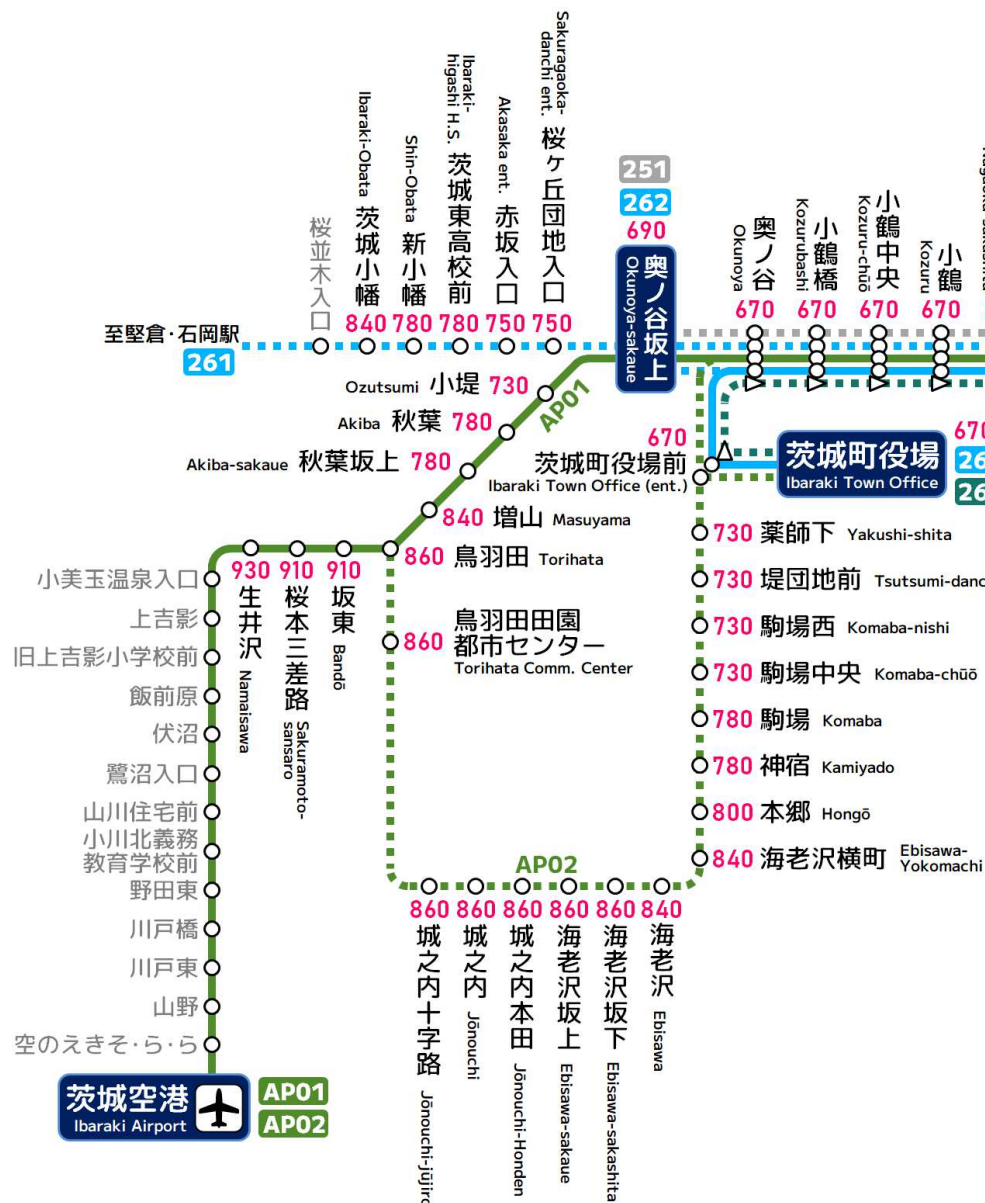 桜並木入口
Ibaraki-Obata
茨城小幡
Shin-Obata
新小幡
Ibaraki-
higashi H.S.
茨城東高校前
Akasaka ent.
赤坂入口
Sakuragaoka-
danchi ent.
桜ヶ丘団地入口
840
780
780
750
750
至堅倉・石岡駅
261
251
262
690
奥ノ谷坂上
Okunoya-sakaue
奥ノ谷
Okunoya
670
小鶴橋
Kozurubashi
670
小鶴中央
Kozuru-chūō
670
小鶴
Kozuru
670
Ozutsumi 小堤 730
AP01
Akiba 秋葉 780
Akiba-sakaue 秋葉坂上 780
840 増山 Masuyama
860 鳥羽田 Torihata
860 鳥羽田田園
都市センター
Torihata Comm. Center
670
茨城町役場前
Ibaraki Town Office (ent.)
茨城町役場
Ibaraki Town Office
670
26
26
730 薬師下 Yakushi-shita
730 堤団地前 Tsutsumi-danc
730 駒場西 Komaba-nishi
730 駒場中央 Komaba-chūō
780 駒場 Komaba
780 神宿 Kamiyado
800 本郷 Hongō
840 海老沢横町 Ebisawa-
Yokomachi
930
生井沢
Namaisawa
910
桜本三差路
Sakuramoto-
sansaro
910
坂東
Bandō
小美玉温泉入口
上吉影
旧上吉影小学校前
飯前原
伏沼
鷺沼入口
山川住宅前
小川北義務
教育学校前
野田東
川戸橋
川戸東
山野
空のえきそ・ら・ら
茨城空港
Ibaraki Airport
AP01
AP02
AP02
860
城之内十字路
Jōnouchi-jūjiro
860
城之内
Jōnouchi
860
城之内本田
Jōnouchi-Honden
860
海老沢坂上
Ebisawa-sakaue
860
海老沢坂下
Ebisawa-sakashita
840
海老沢
Ebisawa